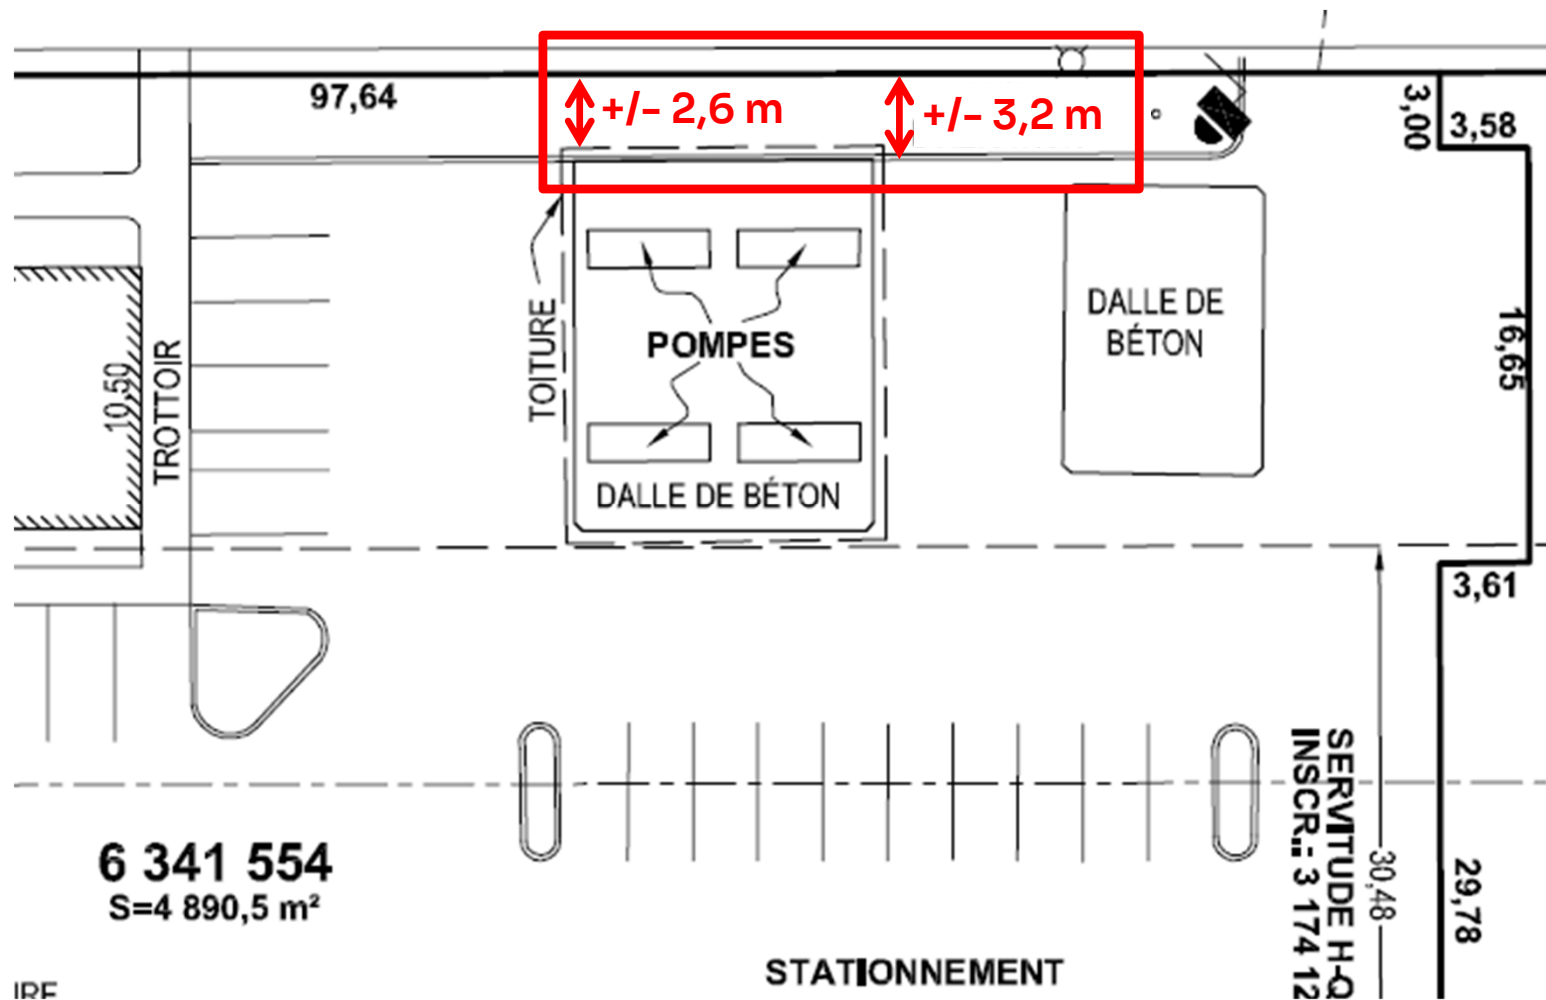 97,64
+/- 2,6 m
+/- 3,2 m
3,00
3,58
TOITURE
POMPES
DALLE DE
BÉTON
16,65
10,50
TROTTOIR
DALLE DE BÉTON
3,61
6 341 554
S=4 890,5 m²
SERVITUDE H-Q
INSCR.: 3 174 12
30,48
29,78
STATIONNEMENT